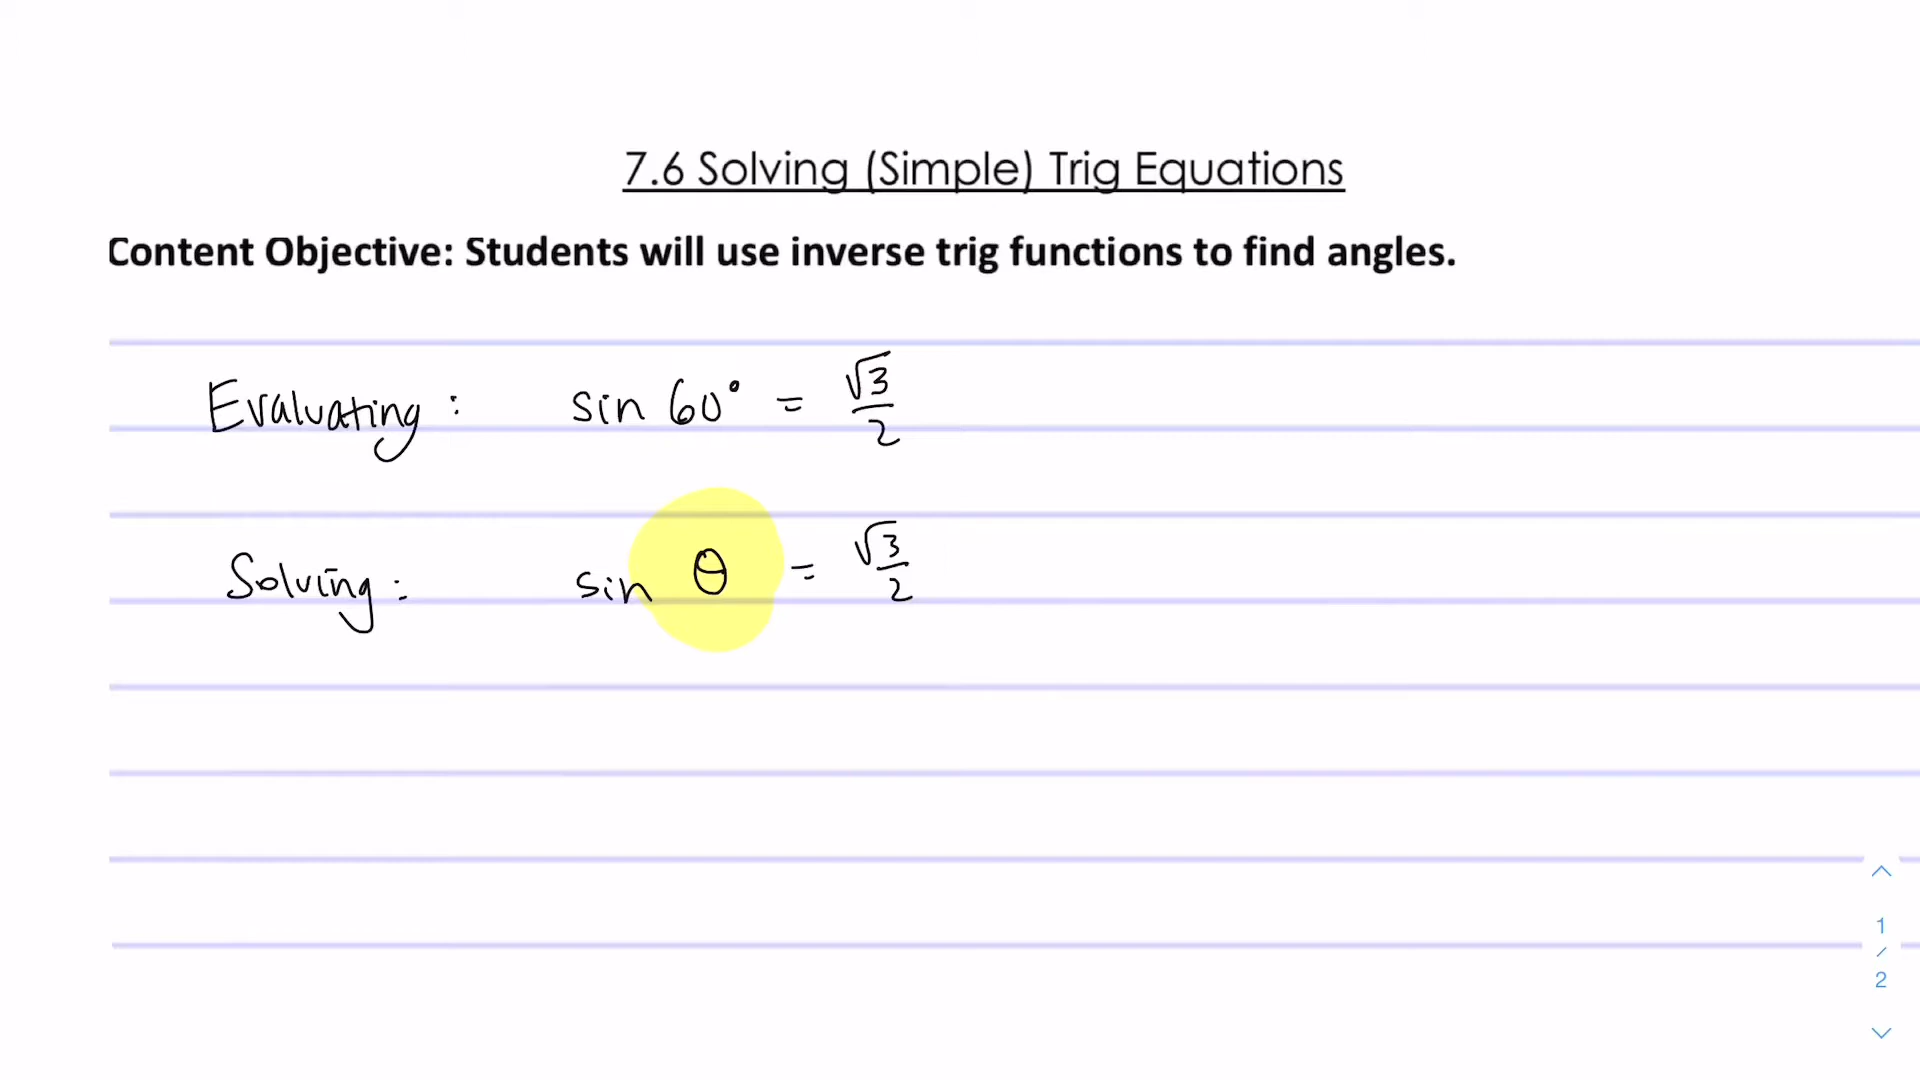 7.6 Solving (Simple) Trig Equations
Content Objective: Students will use inverse trig functions to find angles.
Evaluating: sin 60° = √3/2
Solving: sin θ = √3/2
1
/
2